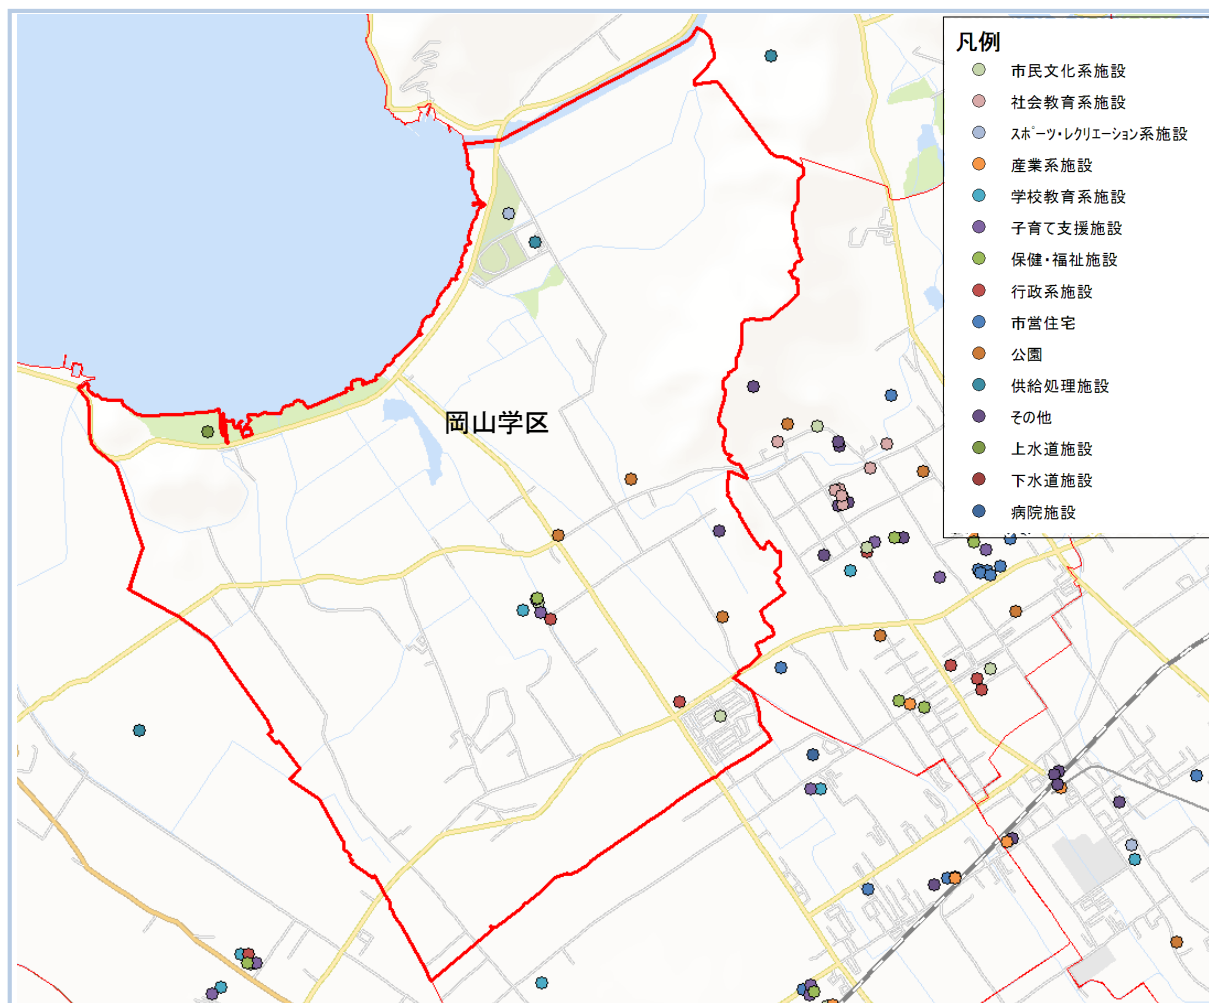 凡例
市民文化系施設
社会教育系施設
ｽﾎﾟｰﾂ・ﾚｸﾘｴｰｼｮﾝ系施設
産業系施設
学校教育系施設
子育て支援施設
保健・福祉施設
行政系施設
市営住宅
公園
供給処理施設
その他
上水道施設
下水道施設
病院施設
岡山学区